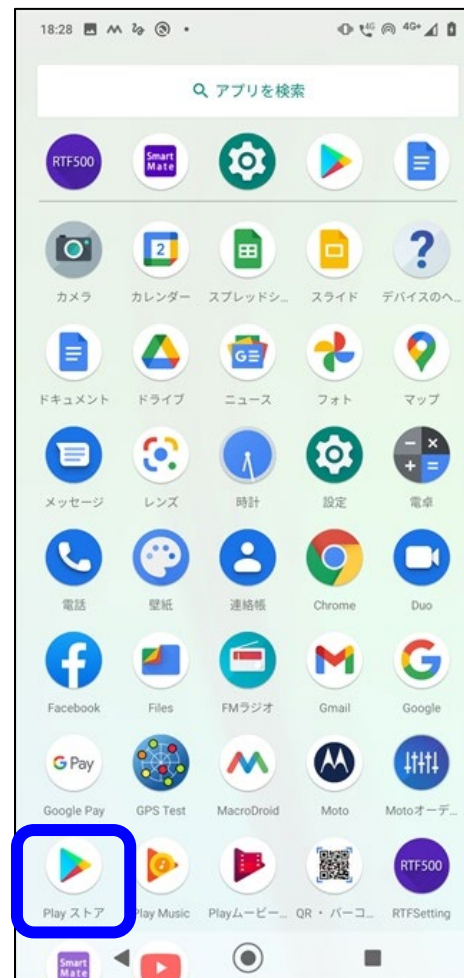 18:28 4G 4G+
アプリを検索
RTF500 Smart
Mate
2
?
カメラ カレンダー スプレッドシ... スライド デバイスのヘ...
GE
ドキュメント ドライブ ニュース フォト マップ
メッセージ レンズ 時計 設定 電卓
電話 壁紙 連絡帳 Chrome Duo
Facebook Files FMラジオ Gmail Google
G Pay
Google Pay GPS Test MacroDroid Moto Motoオーデ...
RTF500
Play ストア Play Music Playムービー... QR・バーコ... RTFSetting
Smart
Mate